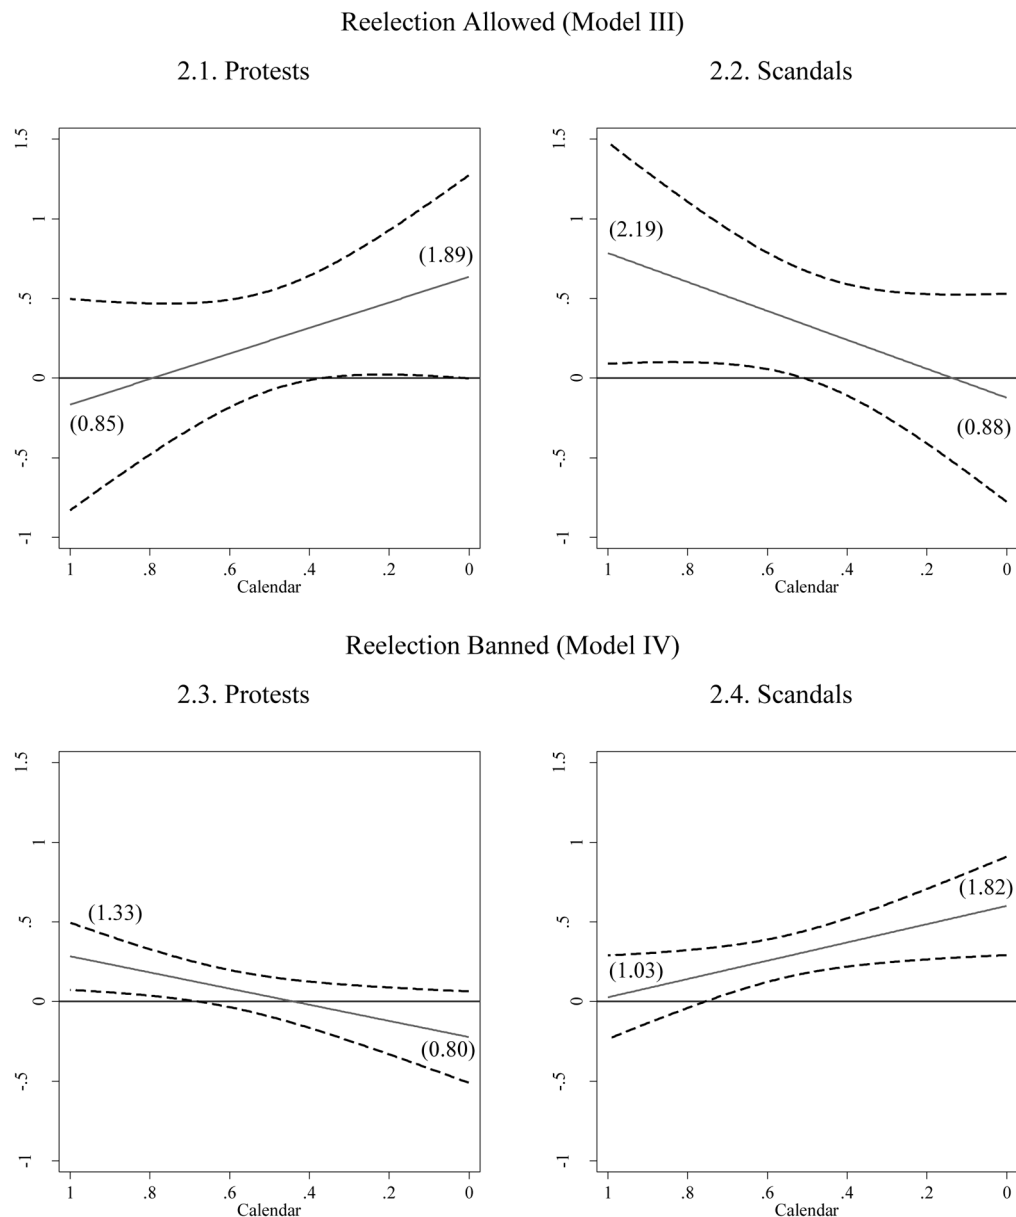 Reelection Allowed (Model III)
2.1. Protests
1.5
1
.5
0
-.5
-1
(1.89)
(0.85)
1 .8 .6 .4 .2 0
Calendar
2.2. Scandals
1.5
1
.5
0
-.5
-1
(2.19)
(0.88)
1 .8 .6 .4 .2 0
Calendar
Reelection Banned (Model IV)
2.3. Protests
1.5
1
.5
0
-.5
-1
(1.33)
(0.80)
1 .8 .6 .4 .2 0
Calendar
2.4. Scandals
1.5
1
.5
0
-.5
-1
(1.82)
(1.03)
1 .8 .6 .4 .2 0
Calendar